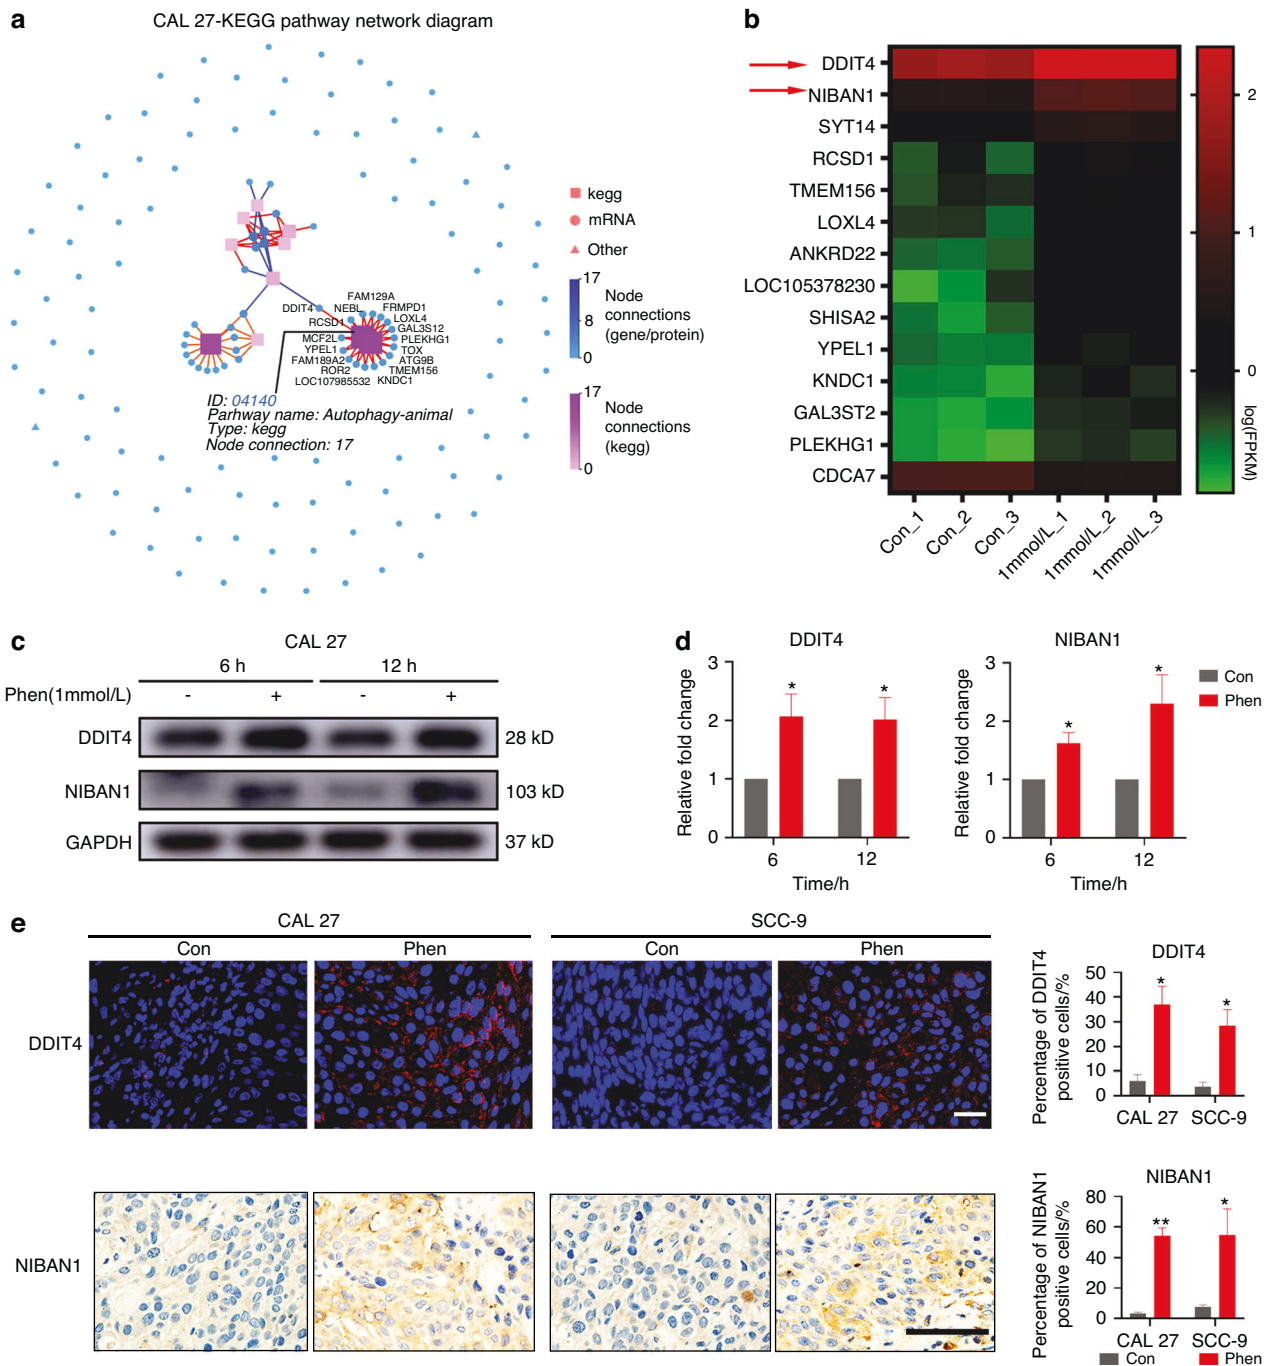 a
CAL 27-KEGG pathway network diagram
kegg
mRNA
Other
17
8
0
Node
connections
(gene/protein)
17
0
Node
connections
(kegg)
FAM129A
DDIT4
NEBL
FRMPD1
RCSD1
LOXL4
GAL3S12
MCF2L
PLEKHG1
YPEL1
TOX
FAM189A2
ATG9B
ROR2
TMEM156
LOC107985532
KNDC1
ID: 04140
Parhway name: Autophagy-animal
Type: kegg
Node connection: 17
b
DDIT4
NIBAN1
SYT14
RCSD1
TMEM156
LOXL4
ANKRD22
LOC105378230
SHISA2
YPEL1
KNDC1
GAL3ST2
PLEKHG1
CDCA7
Con_1
Con_2
Con_3
1mmol/L_1
1mmol/L_2
1mmol/L_3
2
1
0
log(FPKM)
c
CAL 27
6 h
12 h
Phen(1mmol/L)
-
+
-
+
DDIT4
28 kD
NIBAN1
103 kD
GAPDH
37 kD
d
DDIT4
Relative fold change
3
2
1
0
*
*
6
12
Time/h
NIBAN1
Relative fold change
3
2
1
0
*
*
6
12
Time/h
Con
Phen
e
CAL 27
SCC-9
Con
Phen
Con
Phen
DDIT4
NIBAN1
DDIT4
Percentage of DDIT4
positive cells/%
50
40
30
20
10
0
*
*
CAL 27
SCC-9
NIBAN1
Percentage of NIBAN1
positive cells/%
80
60
40
20
0
**
*
CAL 27
SCC-9
Con
Phen